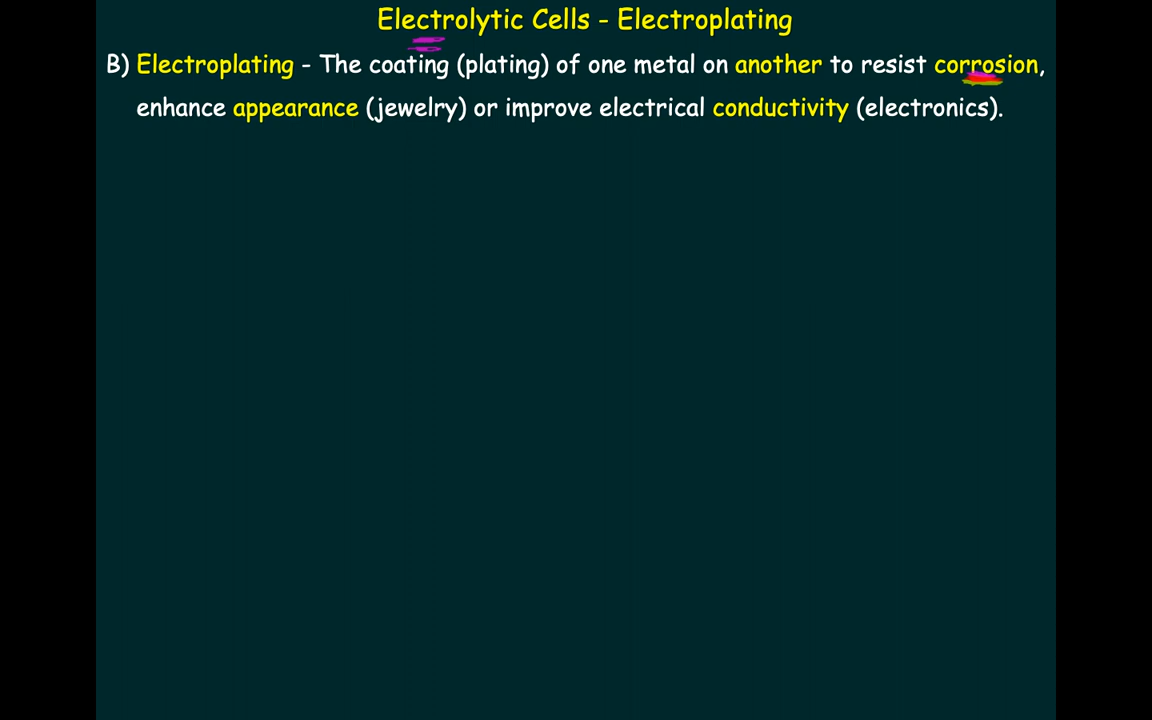 Electrolytic Cells - Electroplating
B) Electroplating - The coating (plating) of one metal on another to resist corrosion,
enhance appearance (jewelry) or improve electrical conductivity (electronics).